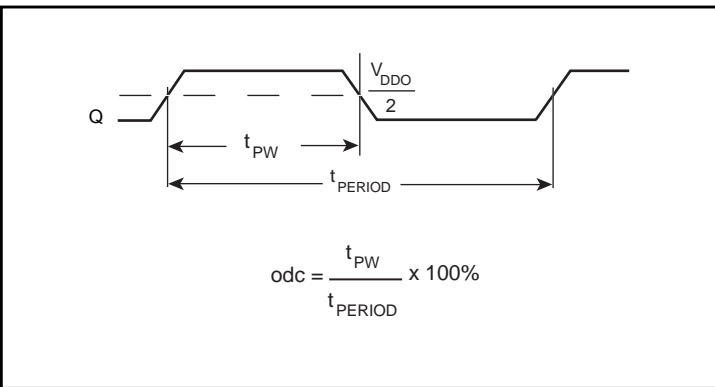 V_DDO
2
Q
t_PW
t_PERIOD
t_PW
odc = x 100%
t_PERIOD